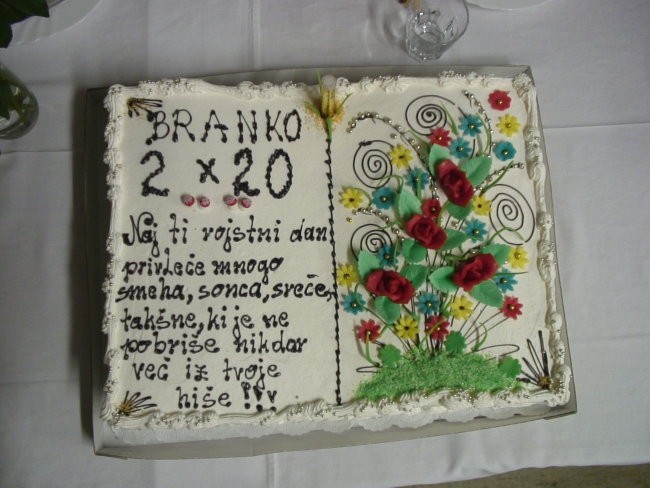 BRANKO
2 x 20
Naj ti rojstni dan
privleče mnogo
smeha, sonca, sreče,
takšne, ki je ne
pobriše nikdar
več iz tvoje
hiše !!!